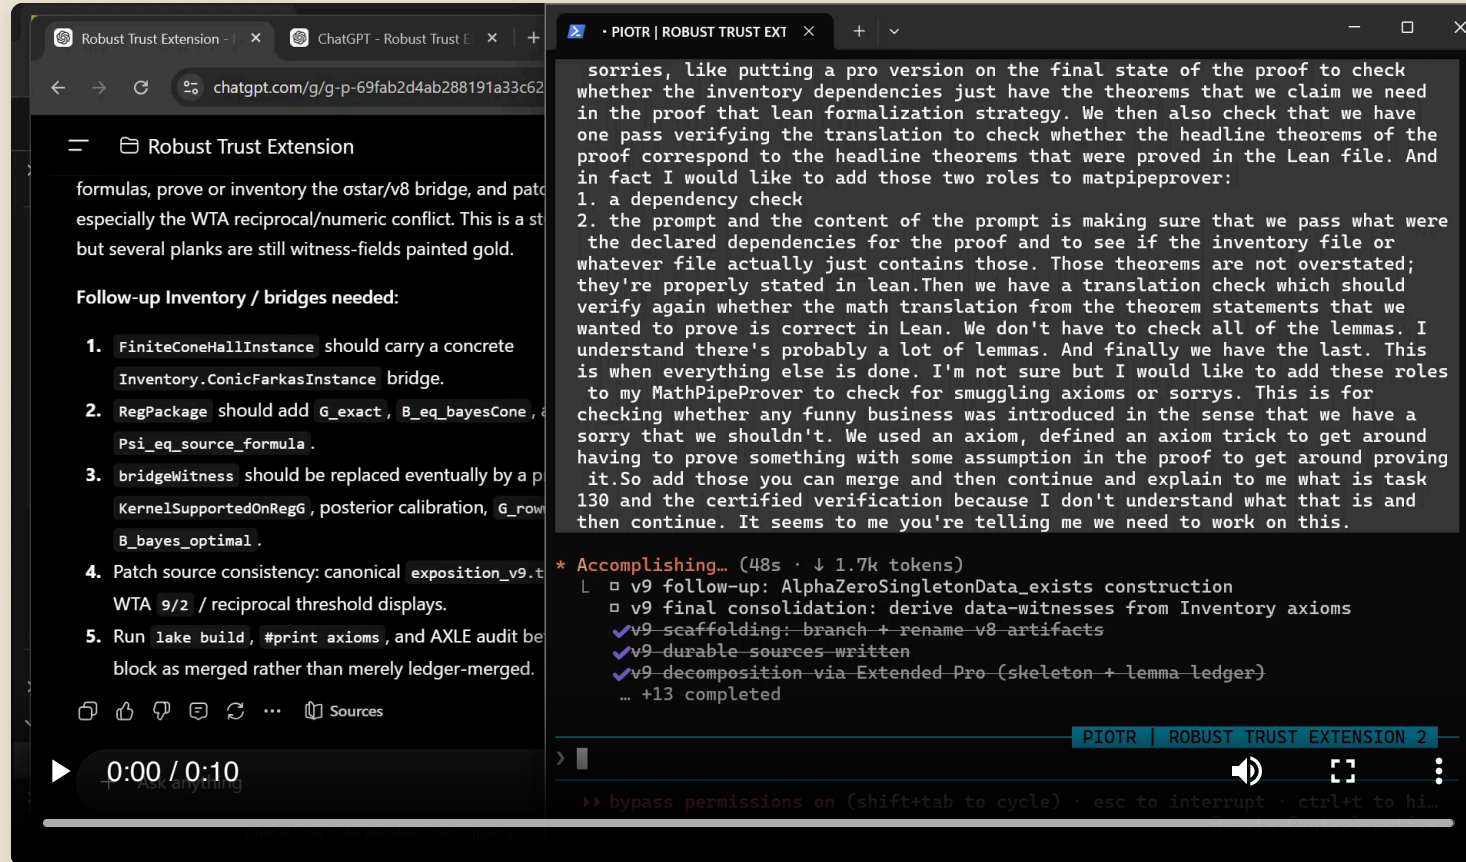 Robust Trust Extension -
ChatGPT - Robust Trust E
chatgpt.com/g/g-p-69fab2d4ab288191a33c62
Robust Trust Extension
formulas, prove or inventory the σstar/v8 bridge, and patc
especially the WTA reciprocal/numeric conflict. This is a st
but several planks are still witness-fields painted gold.
Follow-up Inventory / bridges needed:
1. FiniteConeHallInstance should carry a concrete
Inventory.ConicFarkasInstance bridge.
2. RegPackage should add G_exact, B_eq_bayesCone, a
Psi_eq_source_formula.
3. bridgeWitness should be replaced eventually by a p
KernelSupportedOnRegG, posterior calibration, G_row
B_bayes_optimal.
4. Patch source consistency: canonical exposition_v9.t
WTA 9/2 / reciprocal threshold displays.
5. Run lake build, #print axioms, and AXLE audit be
block as merged rather than merely ledger-merged.
Sources
Ask anything
0:00 / 0:10
· PIOTR | ROBUST TRUST EXT
sorries, like putting a pro version on the final state of the proof to check
whether the inventory dependencies just have the theorems that we claim we need
in the proof that lean formalization strategy. We then also check that we have
one pass verifying the translation to check whether the headline theorems of the
proof correspond to the headline theorems that were proved in the Lean file. And
in fact I would like to add those two roles to matpipeprover:
1. a dependency check
2. the prompt and the content of the prompt is making sure that we pass what were
the declared dependencies for the proof and to see if the inventory file or
whatever file actually just contains those. Those theorems are not overstated;
they're properly stated in lean.Then we have a translation check which should
verify again whether the math translation from the theorem statements that we
wanted to prove is correct in Lean. We don't have to check all of the lemmas. I
understand there's probably a lot of lemmas. And finally we have the last. This
is when everything else is done. I'm not sure but I would like to add these roles
to my MathPipeProver to check for smuggling axioms or sorrys. This is for
checking whether any funny business was introduced in the sense that we have a
sorry that we shouldn't. We used an axiom, defined an axiom trick to get around
having to prove something with some assumption in the proof to get around proving
it.So add those you can merge and then continue and explain to me what is task
130 and the certified verification because I don't understand what that is and
then continue. It seems to me you're telling me we need to work on this.
* Accomplishing… (48s · ↓ 1.7k tokens)
v9 follow-up: AlphaZeroSingletonData_exists construction
v9 final consolidation: derive data-witnesses from Inventory axioms
v9 scaffolding: branch + rename v8 artifacts
v9 durable sources written
v9 decomposition via Extended Pro (skeleton + lemma ledger)
… +13 completed
PIOTR | ROBUST TRUST EXTENSION 2
bypass permissions on (shift+tab to cycle) · esc to interrupt · ctrl+t to hi…